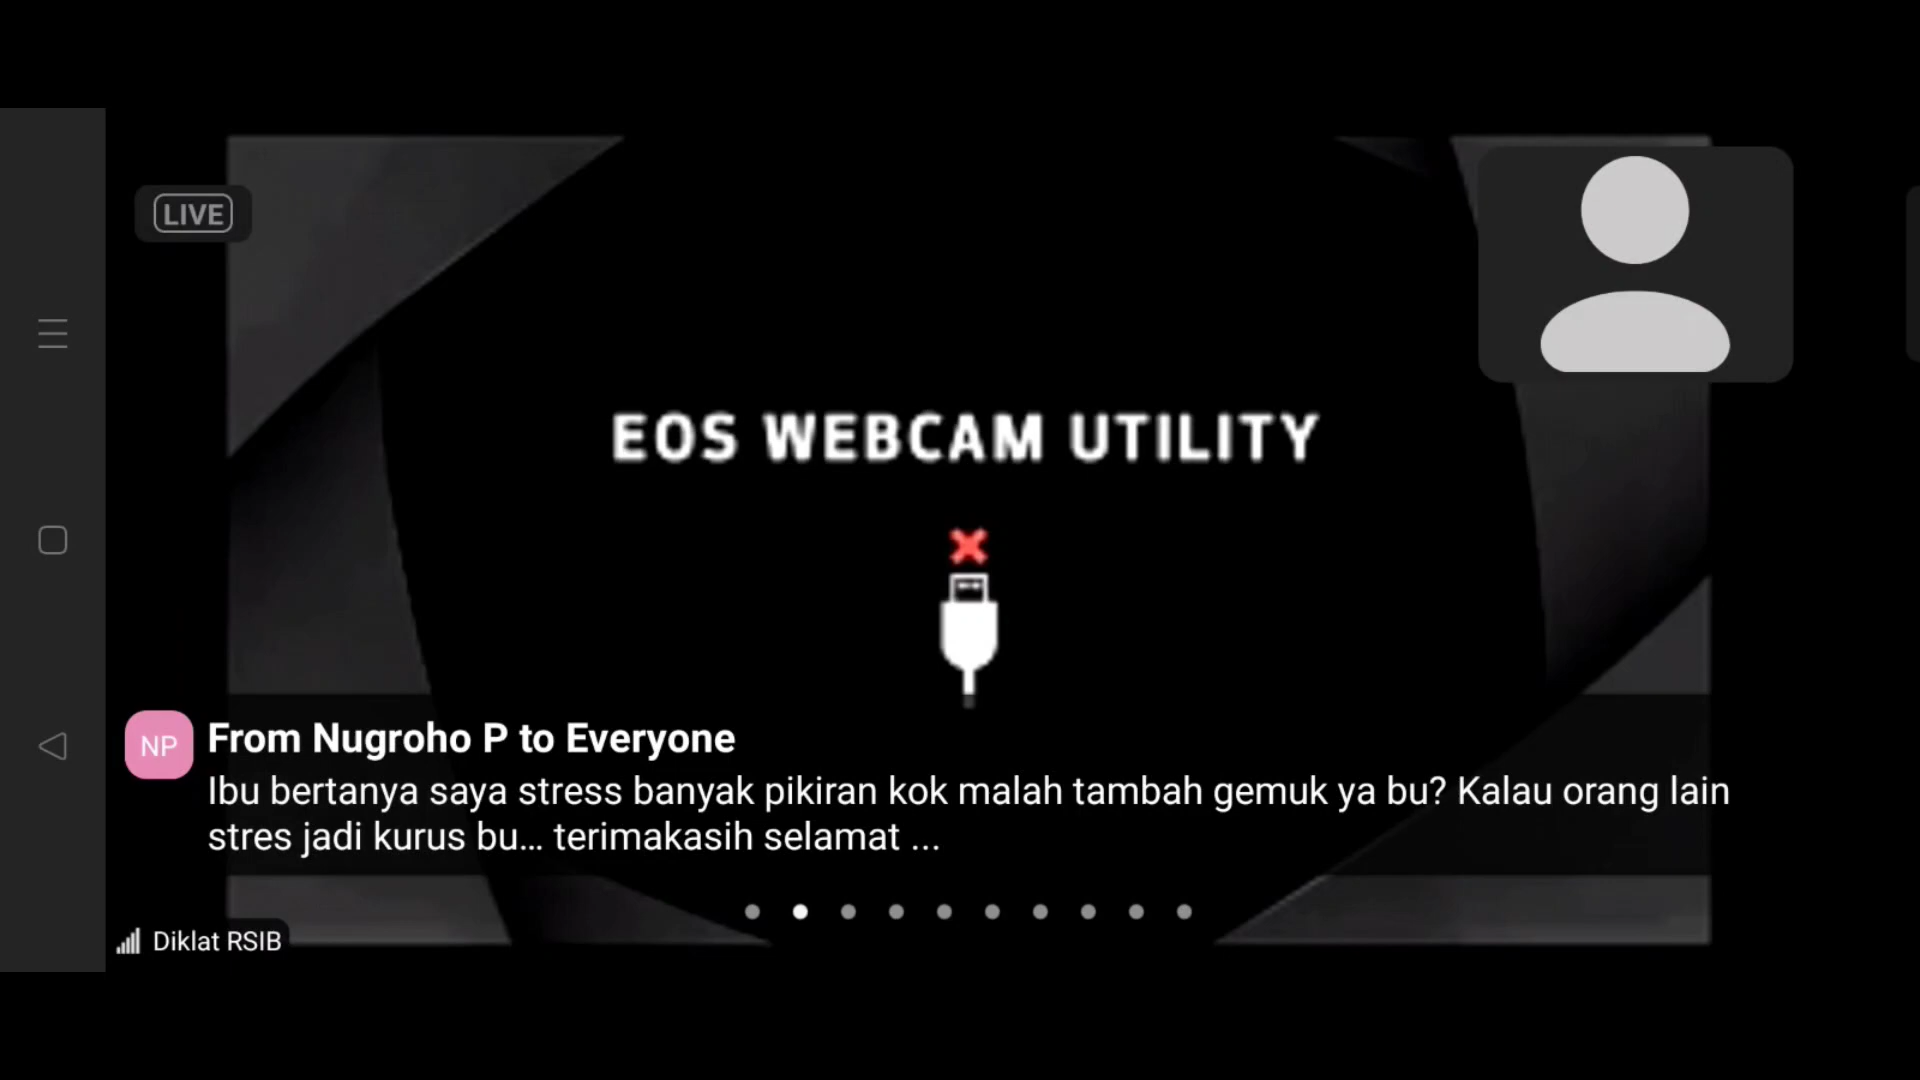 LIVE
EOS WEBCAM UTILITY
NP
From Nugroho P to Everyone
Ibu bertanya saya stress banyak pikiran kok malah tambah gemuk ya bu? Kalau orang lain
stres jadi kurus bu... terimakasih selamat ...
Diklat RSIB